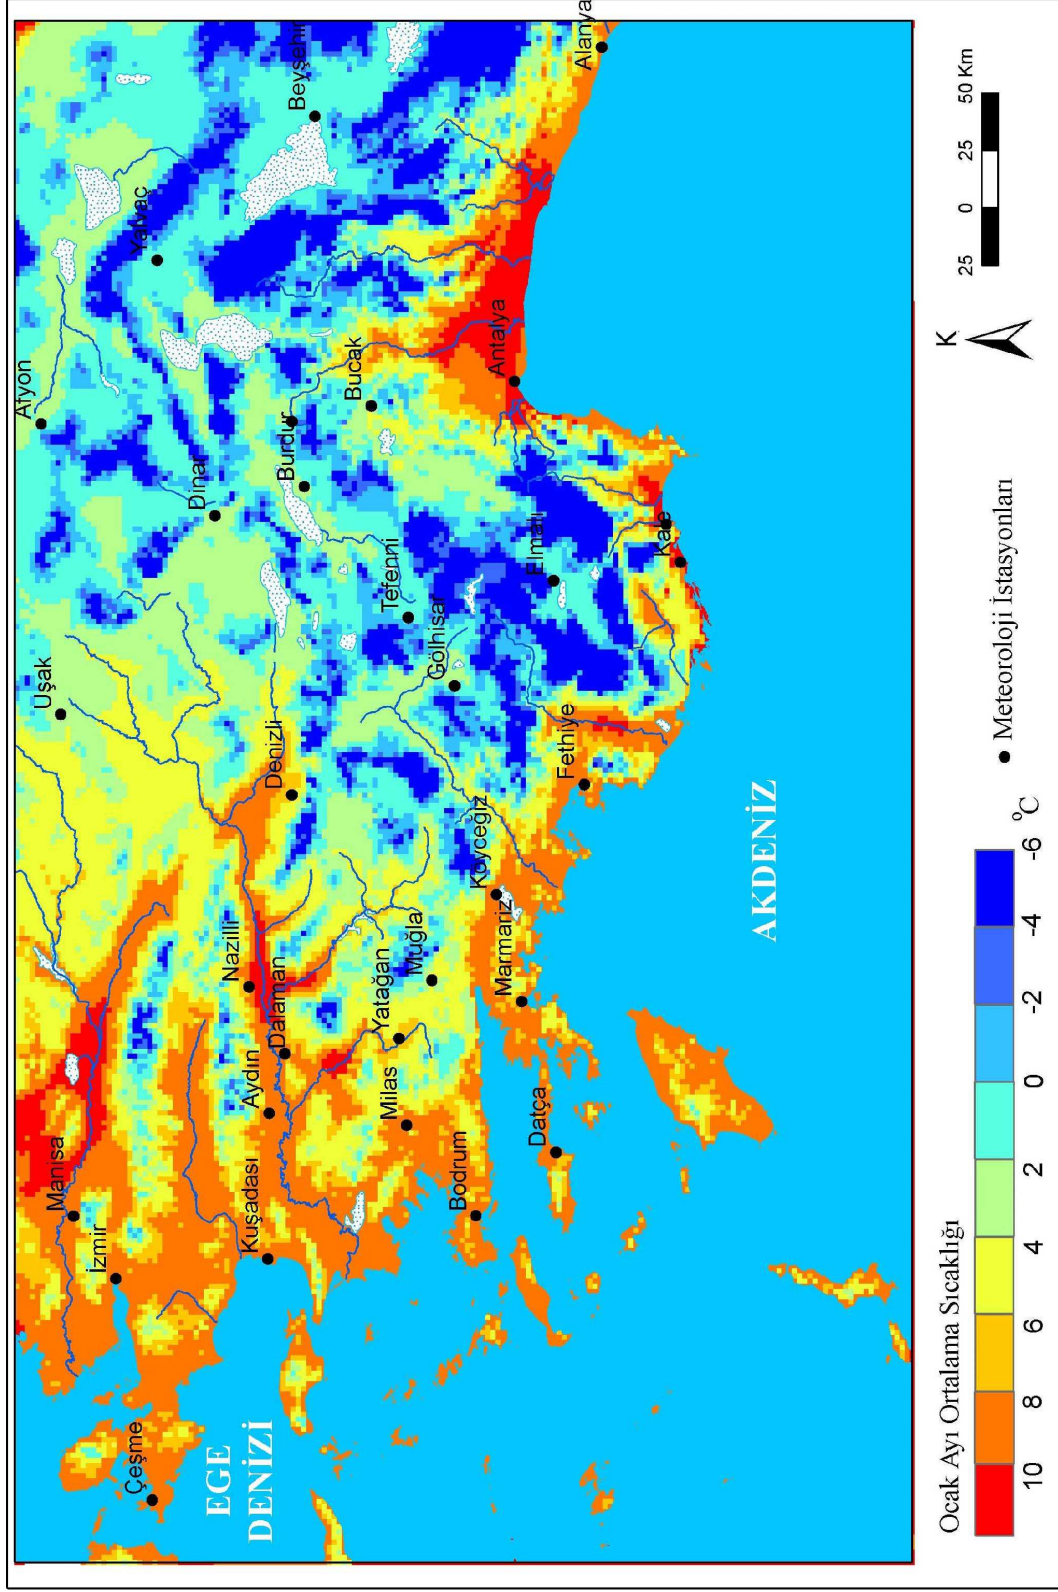 Afyon
Uşak
Manisa
İzmir
Çeşme
Yalvaç
Beyşehir
Dinar
Burdur
Denizli
Nazilli
Dalaman
Aydın
Kuşadası
EGE
DENİZİ
Bucak
Tefenni
Gölhisar
Yatağan
Muğla
Milas
Bodrum
Köyceğiz
Marmariz
Datça
Antalya
Elmalı
Fethiye
Kale
Alanya
AKDENİZ
Ocak Ayı Ortalama Sıcaklığı
10 8 6 4 2 0 -2 -4 -6
°C
Meteoroloji İstasyonları
K
25 0 25 50 Km